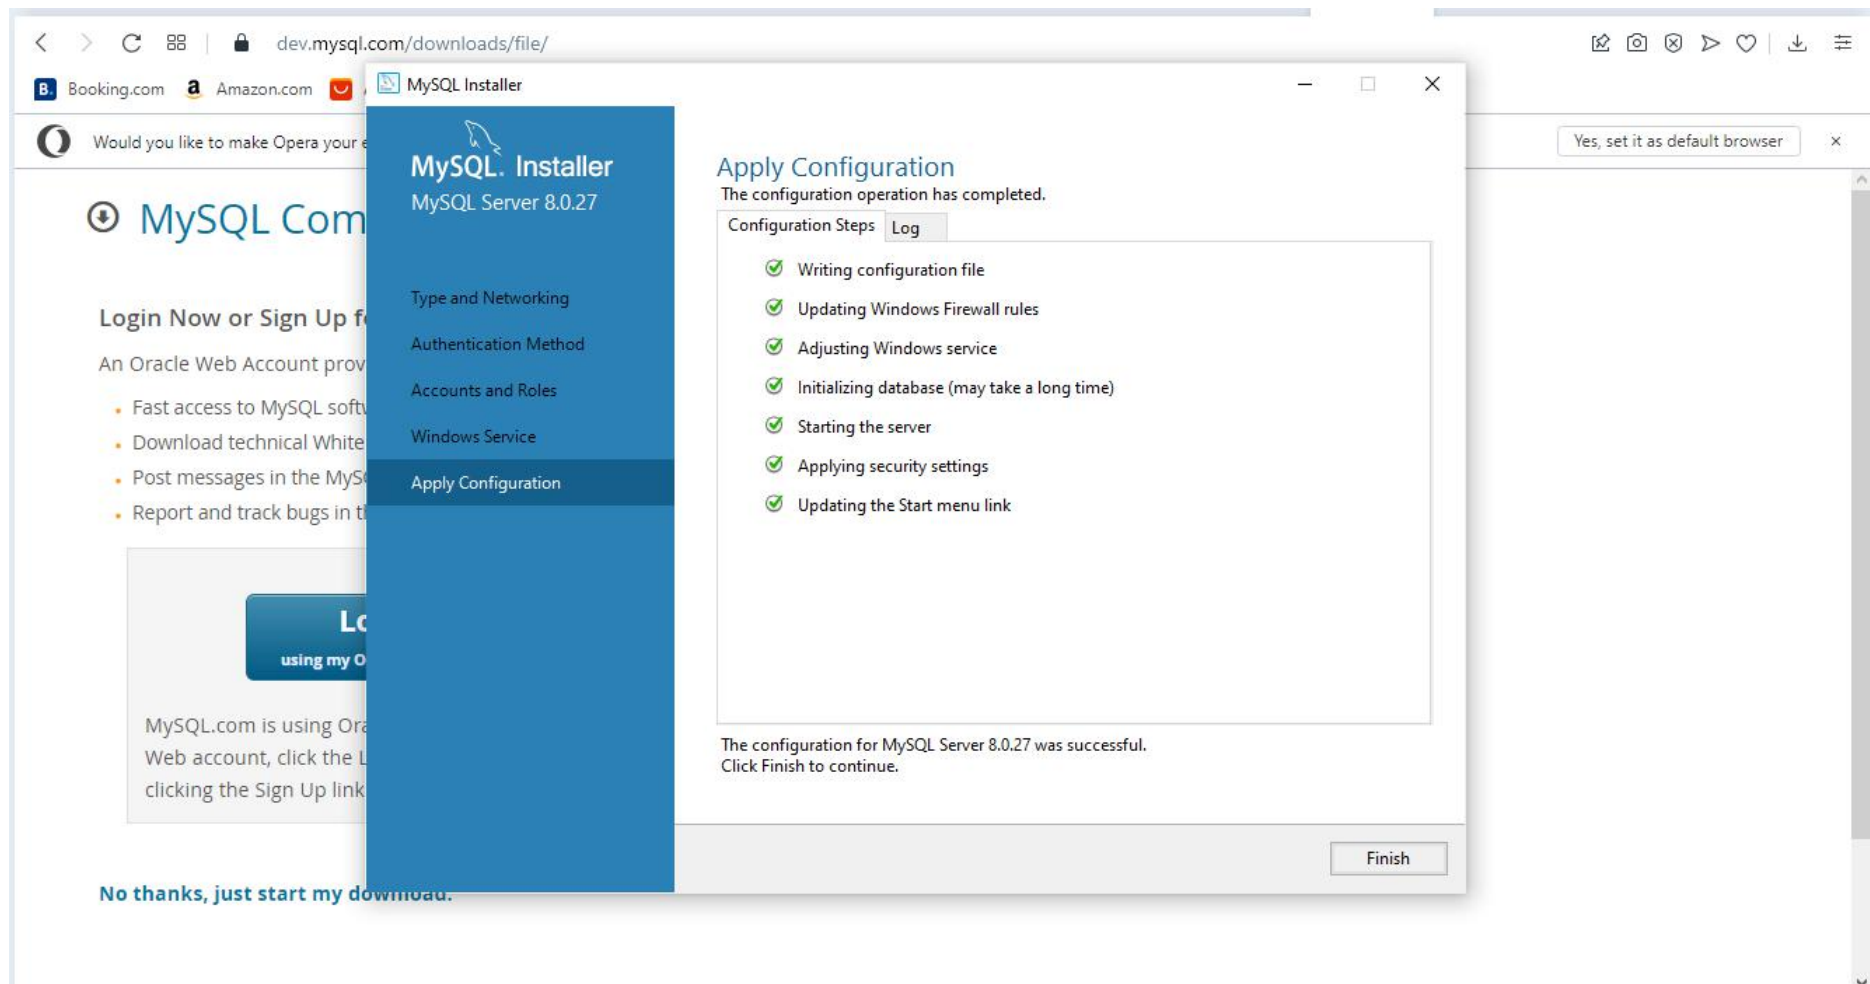 dev.mysql.com/downloads/file/
B. Booking.com a Amazon.com
MySQL Installer
Would you like to make Opera your
Yes, set it as default browser
MySQL Installer
MySQL Server 8.0.27
Type and Networking
Authentication Method
Accounts and Roles
Windows Service
Apply Configuration
Apply Configuration
The configuration operation has completed.
Configuration Steps Log
Writing configuration file
Updating Windows Firewall rules
Adjusting Windows service
Initializing database (may take a long time)
Starting the server
Applying security settings
Updating the Start menu link
The configuration for MySQL Server 8.0.27 was successful.
Click Finish to continue.
Finish
MySQL Com
Login Now or Sign Up f
An Oracle Web Account prov
Fast access to MySQL softw
Download technical White
Post messages in the MyS
Report and track bugs in t
Lo
using my O
MySQL.com is using Ora
Web account, click the L
clicking the Sign Up link
No thanks, just start my download.